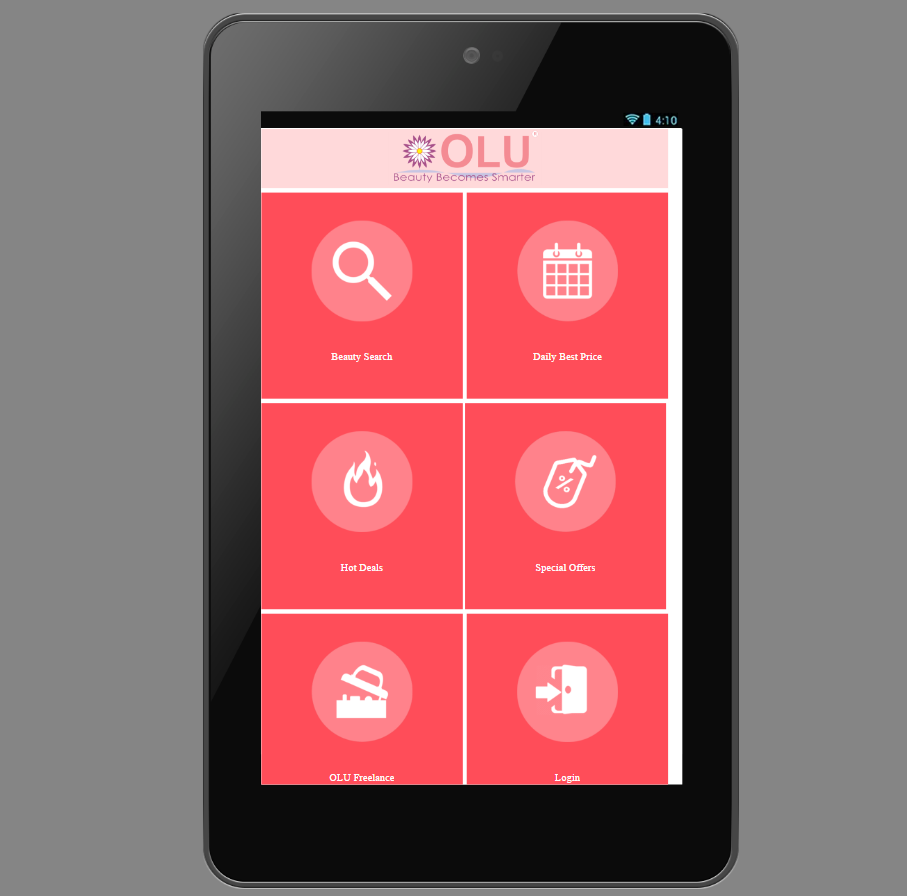 4:10
OLU
Beauty Becomes Smarter
Beauty Search
Daily Best Price
Hot Deals
%
Special Offers
OLU Freelance
Login